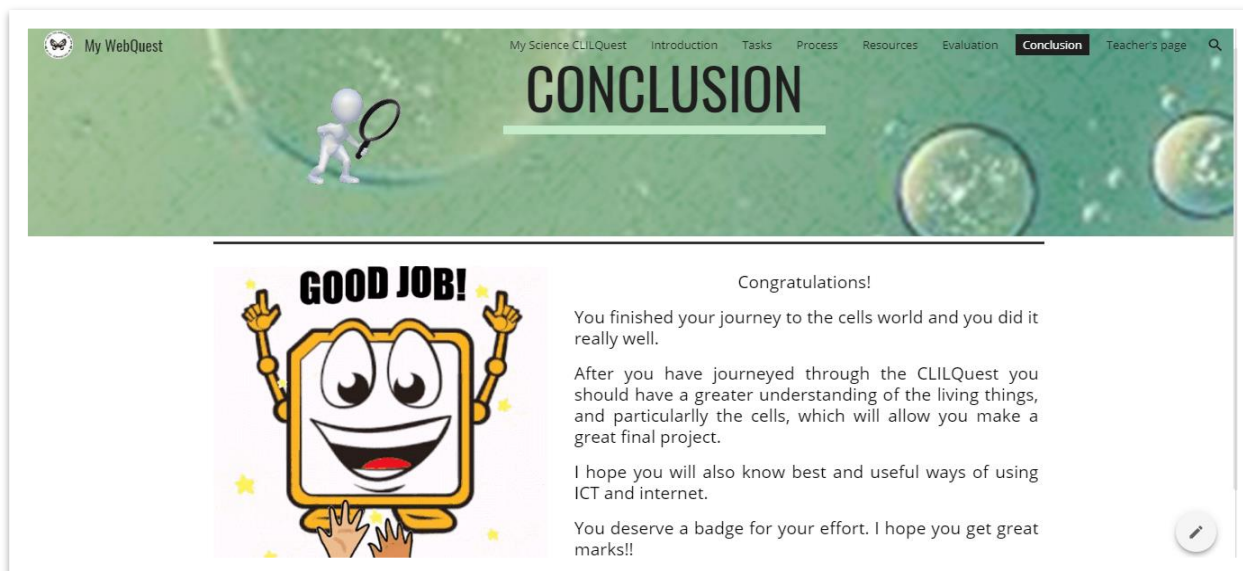 My WebQuest
My Science CLILQuest Introduction Tasks Process Resources Evaluation Conclusion Teacher's page
CONCLUSION
GOOD JOB!
Congratulations!
You finished your journey to the cells world and you did it
really well.
After you have journeyed through the CLILQuest you
should have a greater understanding of the living things,
and particularlly the cells, which will allow you make a
great final project.
I hope you will also know best and useful ways of using
ICT and internet.
You deserve a badge for your effort. I hope you get great
marks!!